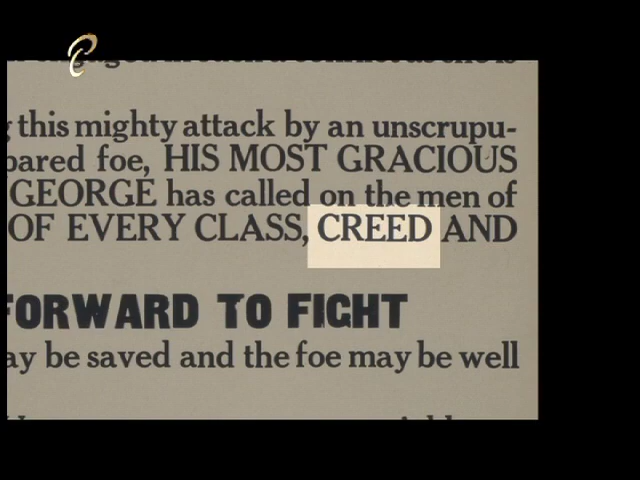 this mighty attack by an unscrupu-
pared foe, HIS MOST GRACIOUS
GEORGE has called on the men of
OF EVERY CLASS, CREED AND
FORWARD TO FIGHT
ay be saved and the foe may be well